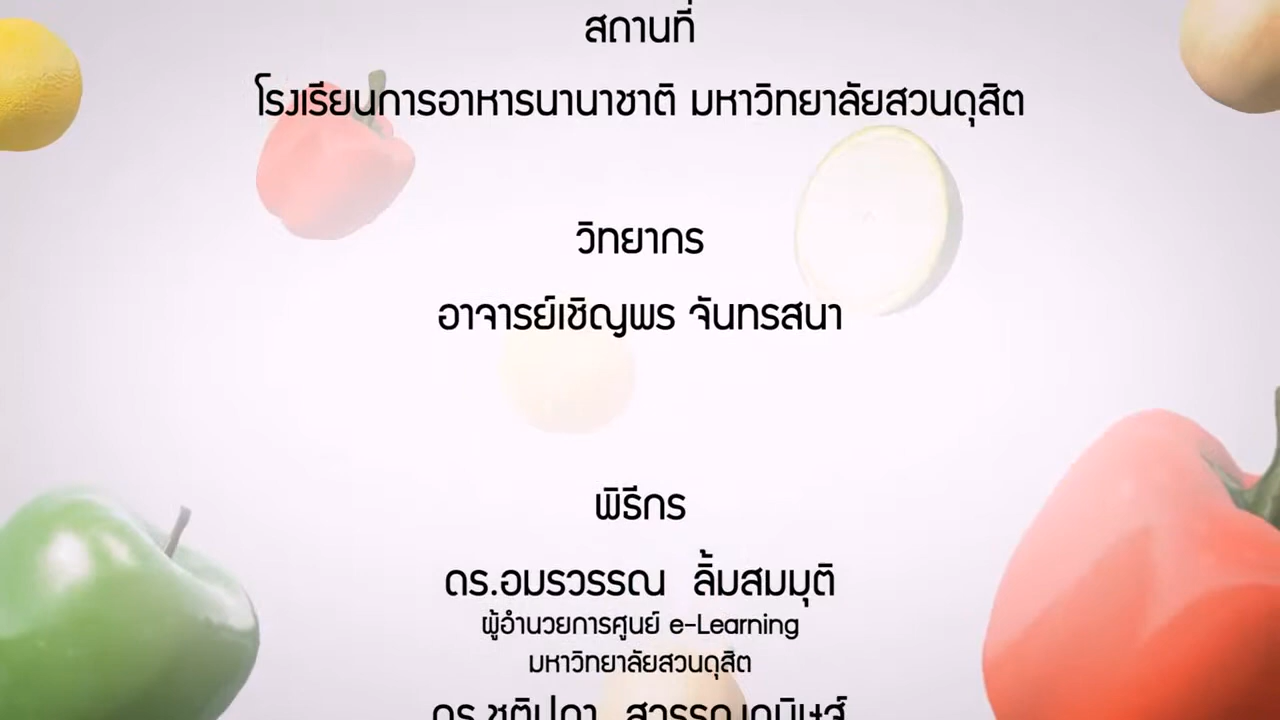 สถานที่
โรงเรียนการอาหารนานาชาติ มหาวิทยาลัยสวนดุสิต
วิทยากร
อาจารย์เชิญพร จันทรสนา
พิธีกร
ดร.อมรวรรณ ลิ้มสมมุติ
ผู้อำนวยการศูนย์ e-Learning
มหาวิทยาลัยสวนดุสิต